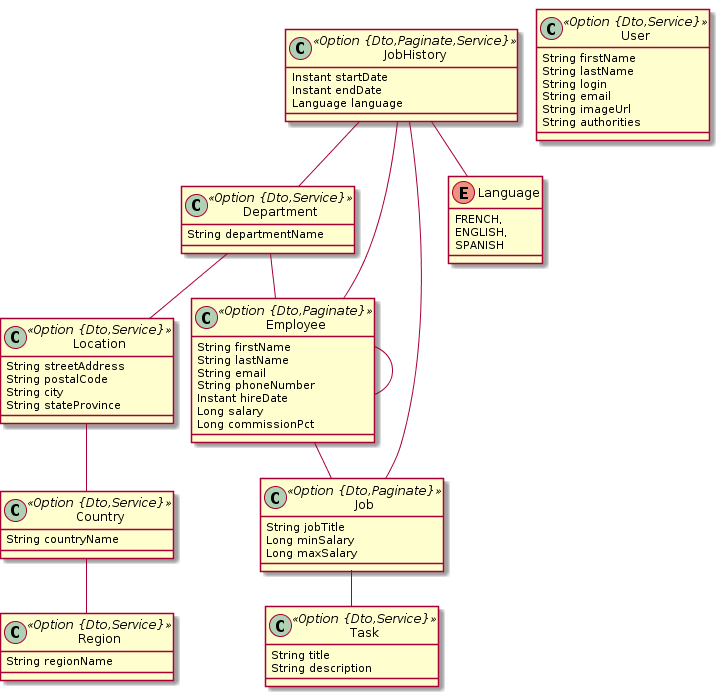 C «Option {Dto,Paginate,Service}»
JobHistory
Instant startDate
Instant endDate
Language language
C «Option {Dto,Service}»
User
String firstName
String lastName
String login
String email
String imageUrl
String authorities
C «Option {Dto,Service}»
Department
String departmentName
E Language
FRENCH,
ENGLISH,
SPANISH
C «Option {Dto,Service}»
Location
String streetAddress
String postalCode
String city
String stateProvince
C «Option {Dto,Paginate}»
Employee
String firstName
String lastName
String email
String phoneNumber
Instant hireDate
Long salary
Long commissionPct
C «Option {Dto,Service}»
Country
String countryName
C «Option {Dto,Paginate}»
Job
String jobTitle
Long minSalary
Long maxSalary
C «Option {Dto,Service}»
Region
String regionName
C «Option {Dto,Service}»
Task
String title
String description